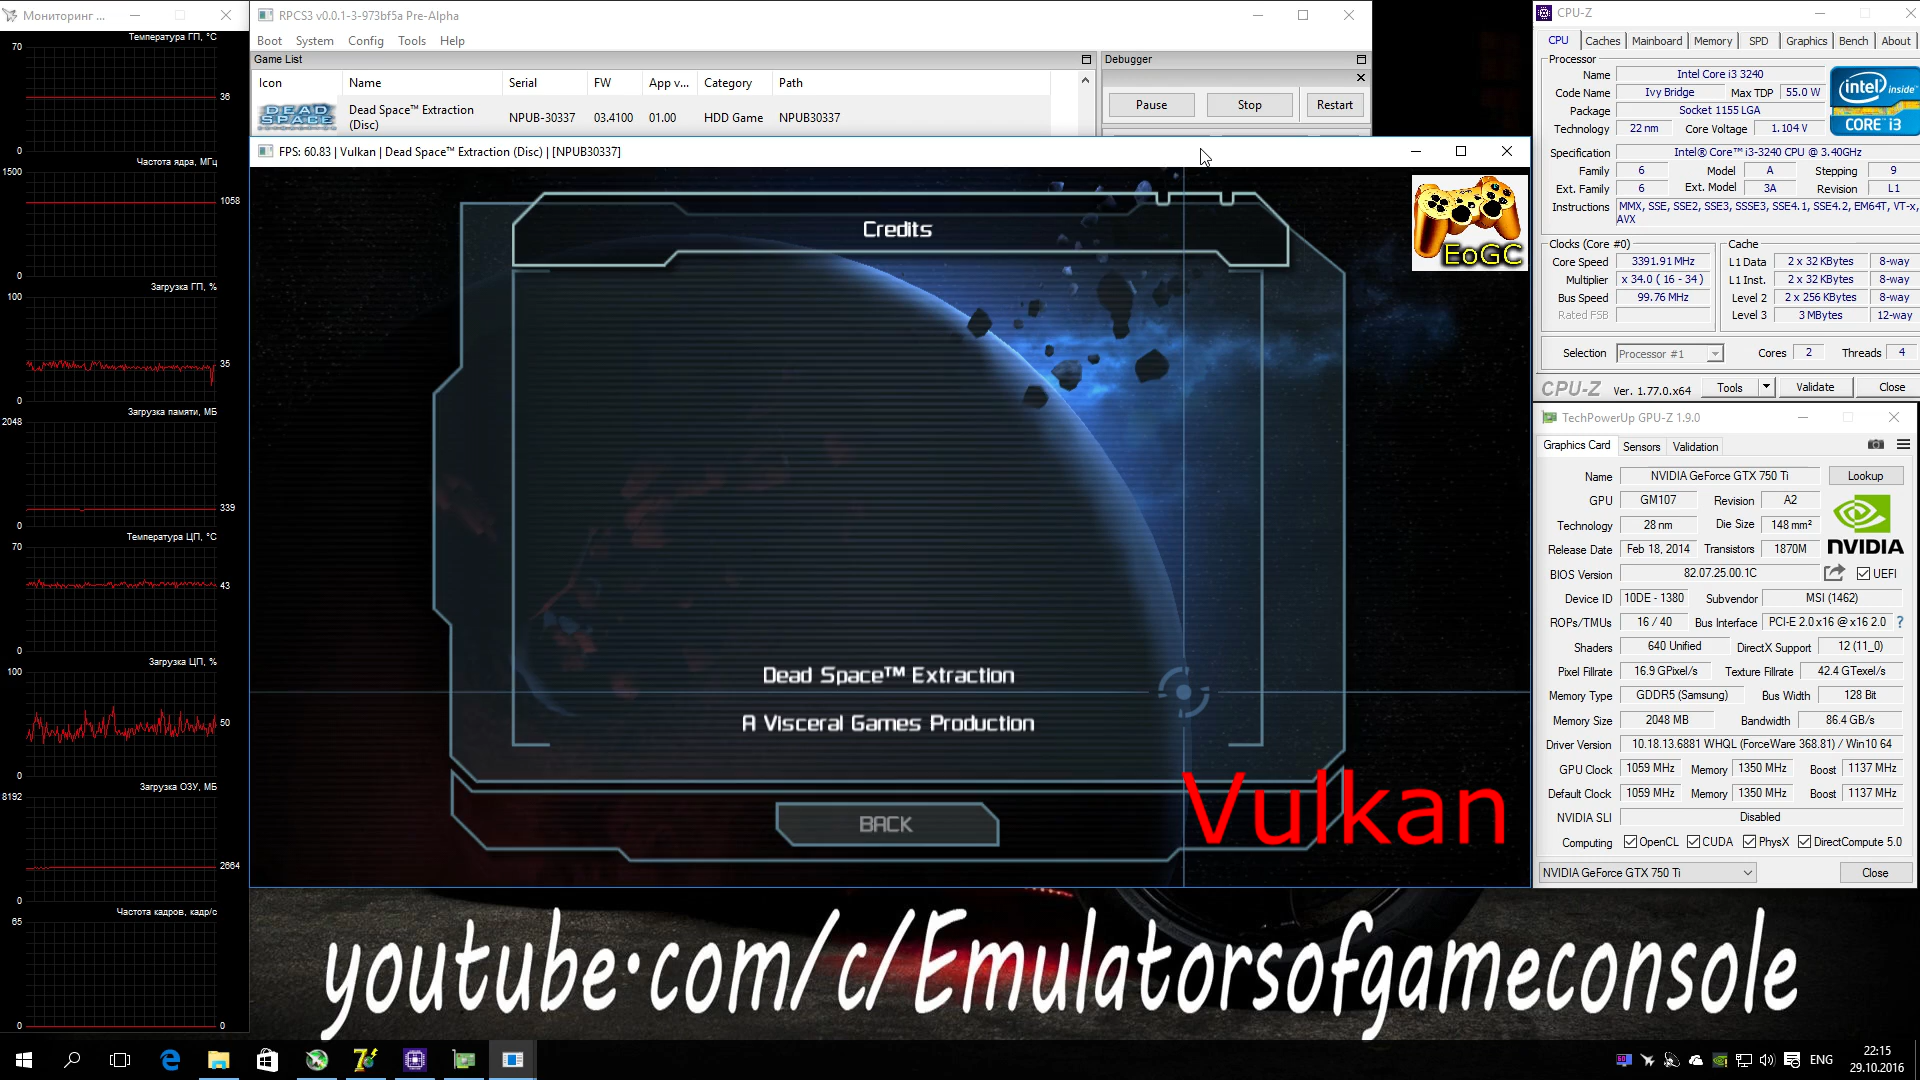 Мониторинг ...
Температура ГП, °C
70
36
0
Частота ядра, МГц
1500
1058
0
Загрузка ГП, %
100
35
0
Загрузка памяти, МБ
2048
339
0
Температура ЦП, °C
70
43
0
Загрузка ЦП, %
100
50
0
Загрузка ОЗУ, МБ
8192
2664
0
Частота кадров, кадр/с
65
0
0
RPCS3 v0.0.1-3-973bf5a Pre-Alpha
Boot System Config Tools Help
Game List
Icon Name Serial FW App v... Category Path
DEAD SPACE
Dead Space™ Extraction (Disc) NPUB-30337 03.4100 01.00 HDD Game NPUB30337
Debugger
Pause Stop Restart
FPS: 60.83 | Vulkan | Dead Space™ Extraction (Disc) | [NPUB30337]
EoGC
Credits
Dead Space™ Extraction
A Visceral Games Production
BACK
Vulkan
youtube.com/c/Emulatorsofgameconsole
CPU-Z
CPU Caches Mainboard Memory SPD Graphics Bench About
Processor
Name Intel Core i3 3240
Code Name Ivy Bridge Max TDP 55.0 W
Package Socket 1155 LGA
Technology 22 nm Core Voltage 1.104 V
intel inside™
CORE i3
Specification Intel® Core™ i3-3240 CPU @ 3.40GHz
Family 6 Model A Stepping 9
Ext. Family 6 Ext. Model 3A Revision L1
Instructions MMX, SSE, SSE2, SSE3, SSSE3, SSE4.1, SSE4.2, EM64T, VT-x,
AVX
Clocks (Core #0) Cache
Core Speed 3391.91 MHz L1 Data 2 x 32 KBytes 8-way
Multiplier x 34.0 ( 16 - 34 ) L1 Inst. 2 x 32 KBytes 8-way
Bus Speed 99.76 MHz Level 2 2 x 256 KBytes 8-way
Rated FSB Level 3 3 MBytes 12-way
Selection Processor #1 Cores 2 Threads 4
CPU-Z Ver. 1.77.0.x64 Tools Validate Close
TechPowerUp GPU-Z 1.9.0
Graphics Card Sensors Validation
Name NVIDIA GeForce GTX 750 Ti Lookup
GPU GM107 Revision A2
Technology 28 nm Die Size 148 mm²
Release Date Feb 18, 2014 Transistors 1870M
NVIDIA
BIOS Version 82.07.25.00.1C UEFI
Device ID 10DE - 1380 Subvendor MSI (1462)
ROPs/TMUs 16 / 40 Bus Interface PCI-E 2.0 x16 @ x16 2.0 ?
Shaders 640 Unified DirectX Support 12 (11_0)
Pixel Fillrate 16.9 GPixel/s Texture Fillrate 42.4 GTexel/s
Memory Type GDDR5 (Samsung) Bus Width 128 Bit
Memory Size 2048 MB Bandwidth 86.4 GB/s
Driver Version 10.18.13.6881 WHQL (ForceWare 368.81) / Win10 64
GPU Clock 1059 MHz Memory 1350 MHz Boost 1137 MHz
Default Clock 1059 MHz Memory 1350 MHz Boost 1137 MHz
NVIDIA SLI Disabled
Computing OpenCL CUDA PhysX DirectCompute 5.0
NVIDIA GeForce GTX 750 Ti Close
ENG
22:15
29.10.2016